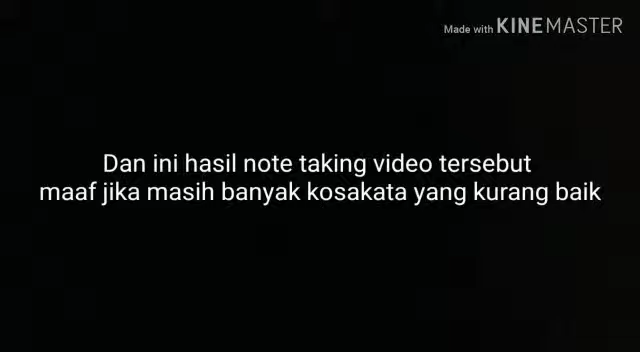 Made with KINEMASTER
Dan ini hasil note taking video tersebut
maaf jika masih banyak kosakata yang kurang baik